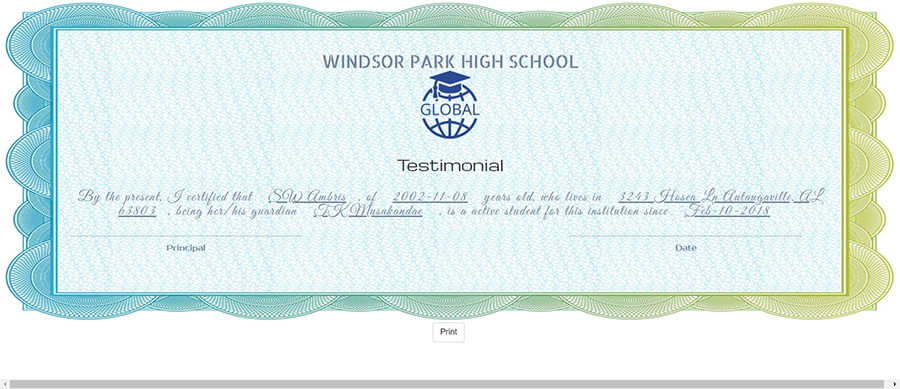 WINDSOR PARK HIGH SCHOOL
GLOBAL
Testimonial
By the present, I certified that SW Ambris , of 2002-11-08 years old, who lives in 3243 Hosea Ln Autaugaville, AL
63803 , being her/his guardian T K Musakandae , is a active student for this institution since Feb-10-2018
Principal Date
Print